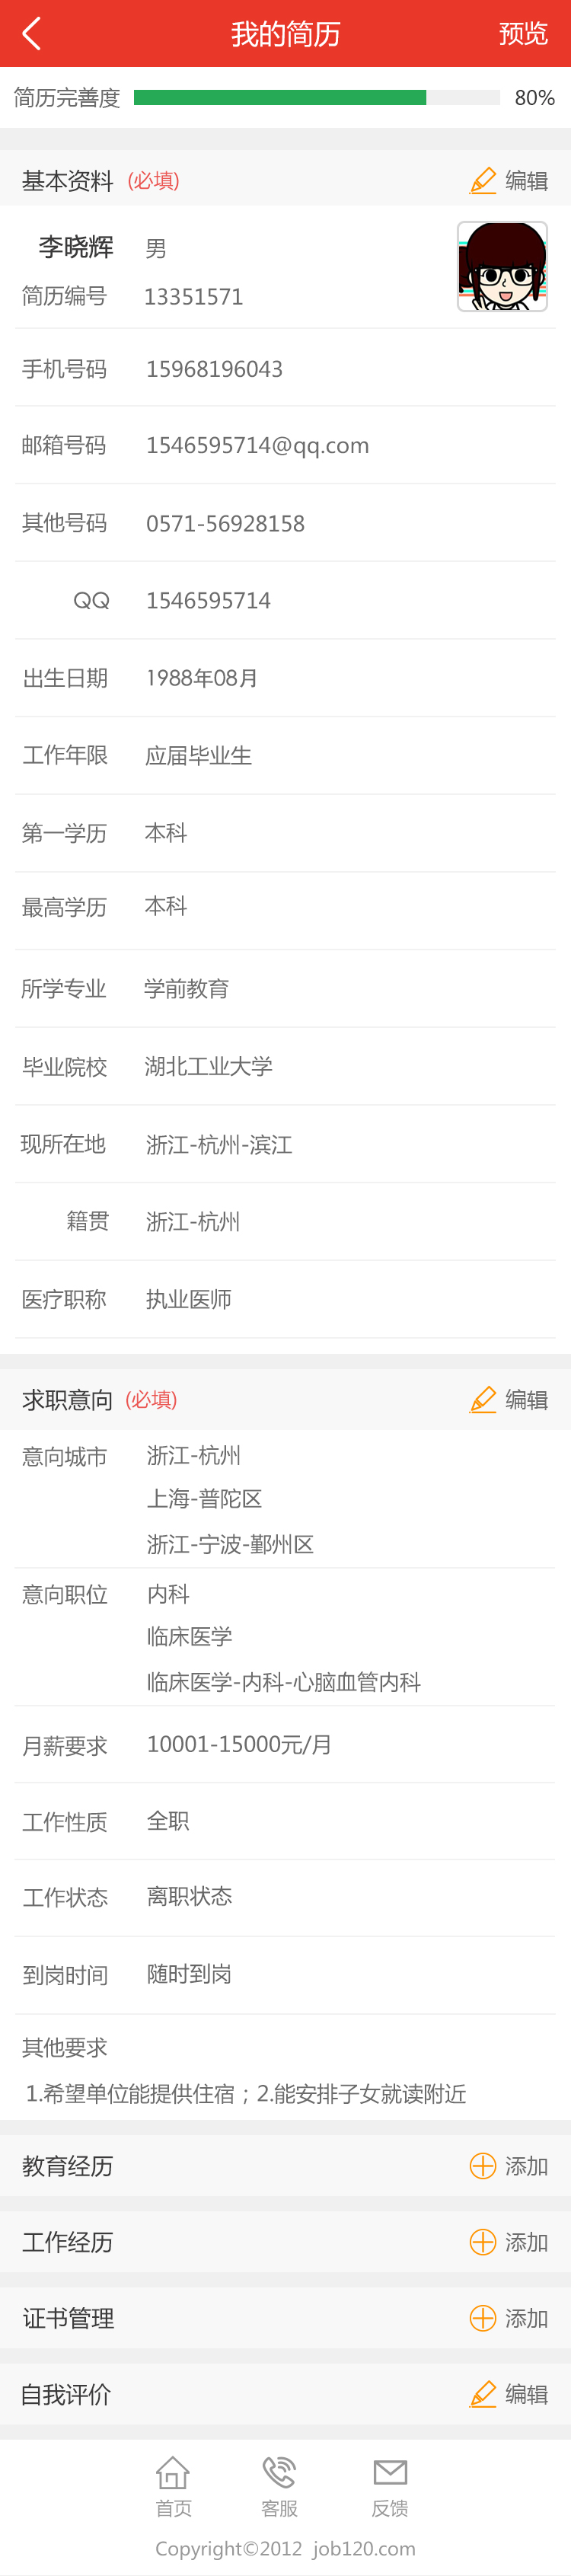 我的简历 预览
简历完善度 80%
基本资料 (必填) 编辑
李晓辉 男
简历编号 13351571
手机号码 15968196043
邮箱号码 1546595714@qq.com
其他号码 0571-56928158
QQ 1546595714
出生日期 1988年08月
工作年限 应届毕业生
第一学历 本科
最高学历 本科
所学专业 学前教育
毕业院校 湖北工业大学
现所在地 浙江-杭州-滨江
籍贯 浙江-杭州
医疗职称 执业医师
求职意向 (必填) 编辑
意向城市 浙江-杭州
上海-普陀区
浙江-宁波-鄞州区
意向职位 内科
临床医学
临床医学-内科-心脑血管内科
月薪要求 10001-15000元/月
工作性质 全职
工作状态 离职状态
到岗时间 随时到岗
其他要求
1.希望单位能提供住宿；2.能安排子女就读附近
教育经历 添加
工作经历 添加
证书管理 添加
自我评价 编辑
首页 客服 反馈
Copyright©2012 job120.com